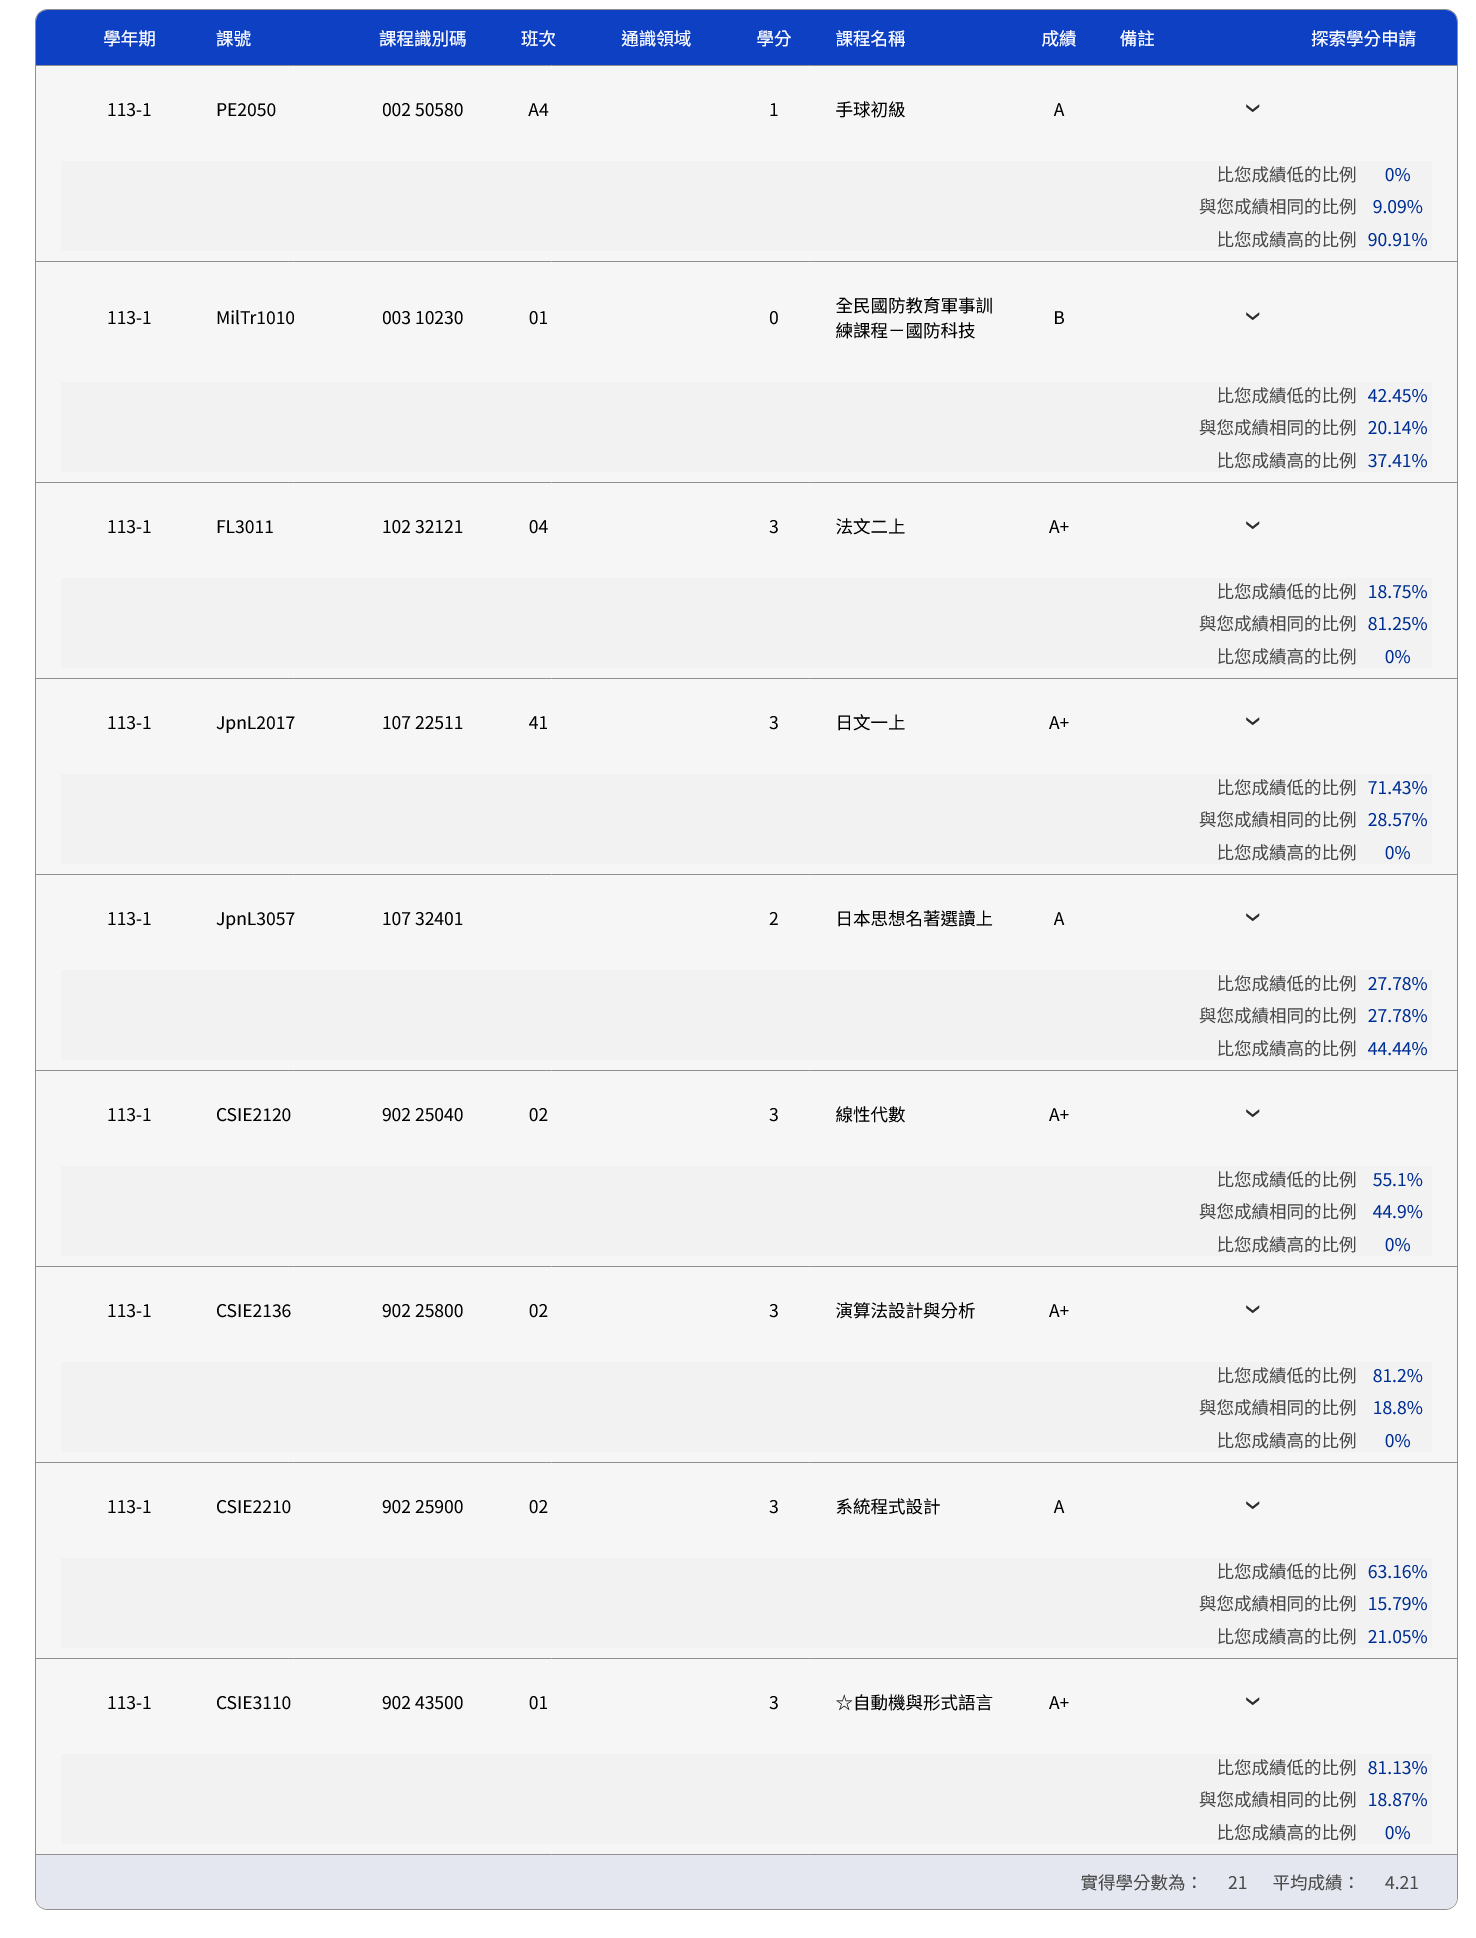 學年期 課號 課程識別碼 班次 通識領域 學分 課程名稱 成績 備註 探索學分申請
113-1 PE2050 002 50580 A4 1 手球初級 A
比您成績低的比例 0%
與您成績相同的比例 9.09%
比您成績高的比例 90.91%
113-1 MilTr1010 003 10230 01 0 全民國防教育軍事訓 B
練課程－國防科技
比您成績低的比例 42.45%
與您成績相同的比例 20.14%
比您成績高的比例 37.41%
113-1 FL3011 102 32121 04 3 法文二上 A+
比您成績低的比例 18.75%
與您成績相同的比例 81.25%
比您成績高的比例 0%
113-1 JpnL2017 107 22511 41 3 日文一上 A+
比您成績低的比例 71.43%
與您成績相同的比例 28.57%
比您成績高的比例 0%
113-1 JpnL3057 107 32401 2 日本思想名著選讀上 A
比您成績低的比例 27.78%
與您成績相同的比例 27.78%
比您成績高的比例 44.44%
113-1 CSIE2120 902 25040 02 3 線性代數 A+
比您成績低的比例 55.1%
與您成績相同的比例 44.9%
比您成績高的比例 0%
113-1 CSIE2136 902 25800 02 3 演算法設計與分析 A+
比您成績低的比例 81.2%
與您成績相同的比例 18.8%
比您成績高的比例 0%
113-1 CSIE2210 902 25900 02 3 系統程式設計 A
比您成績低的比例 63.16%
與您成績相同的比例 15.79%
比您成績高的比例 21.05%
113-1 CSIE3110 902 43500 01 3 ☆自動機與形式語言 A+
比您成績低的比例 81.13%
與您成績相同的比例 18.87%
比您成績高的比例 0%
實得學分數為： 21 平均成績： 4.21